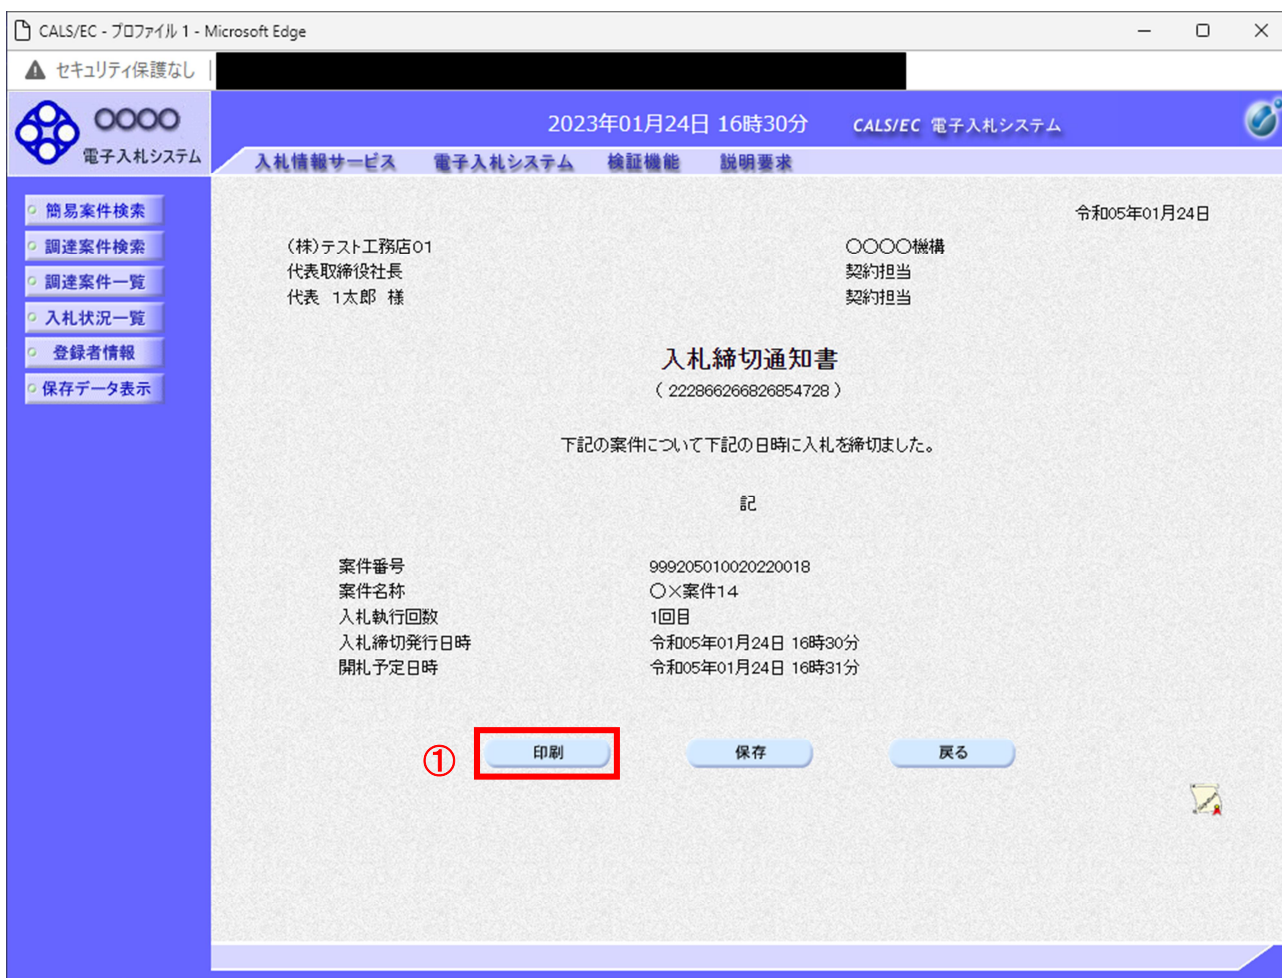 CALS/EC - プロファイル 1 - Microsoft Edge
セキュリティ保護なし
〇〇〇〇
電子入札システム
2023年01月24日 16時30分 CALS/EC 電子入札システム
入札情報サービス 電子入札システム 検証機能 説明要求
簡易案件検索
調達案件検索
調達案件一覧
入札状況一覧
登録者情報
保存データ表示
令和05年01月24日
(株)テスト工務店01
代表取締役社長
代表 1太郎 様
〇〇〇〇機構
契約担当
契約担当
入札締切通知書
( 222866266826854728 )
下記の案件について下記の日時に入札を締切ました。
記
案件番号 999205010020220018
案件名称 〇×案件14
入札執行回数 1回目
入札締切発行日時 令和05年01月24日 16時30分
開札予定日時 令和05年01月24日 16時31分
① 印刷 保存 戻る